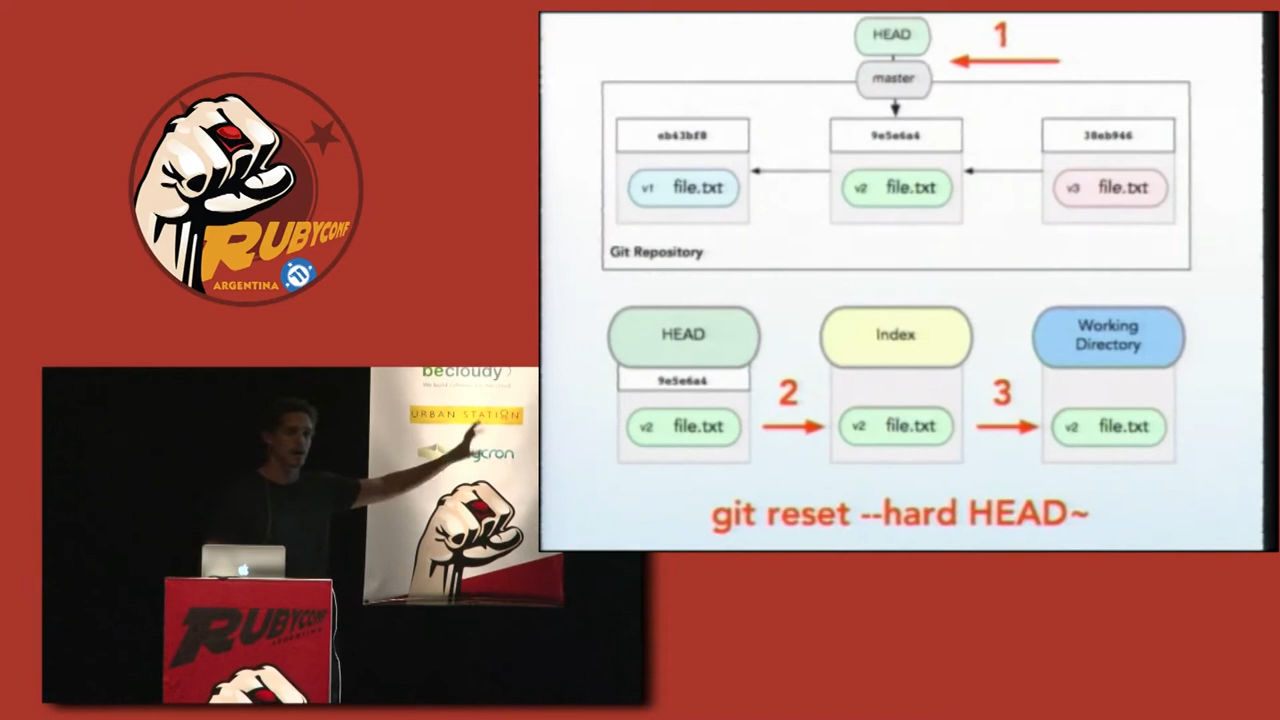 RUBYCONF
ARGENTINA 11
HEAD
1
master
eb43bf8
9e5e6a4
38eb946
v1 file.txt
v2 file.txt
v3 file.txt
Git Repository
HEAD
Index
Working
Directory
9e5e6a4
2
3
v2 file.txt
v2 file.txt
v2 file.txt
git reset --hard HEAD~
becloudy
URBAN STATION
RUBYCONF
ARGENTINA